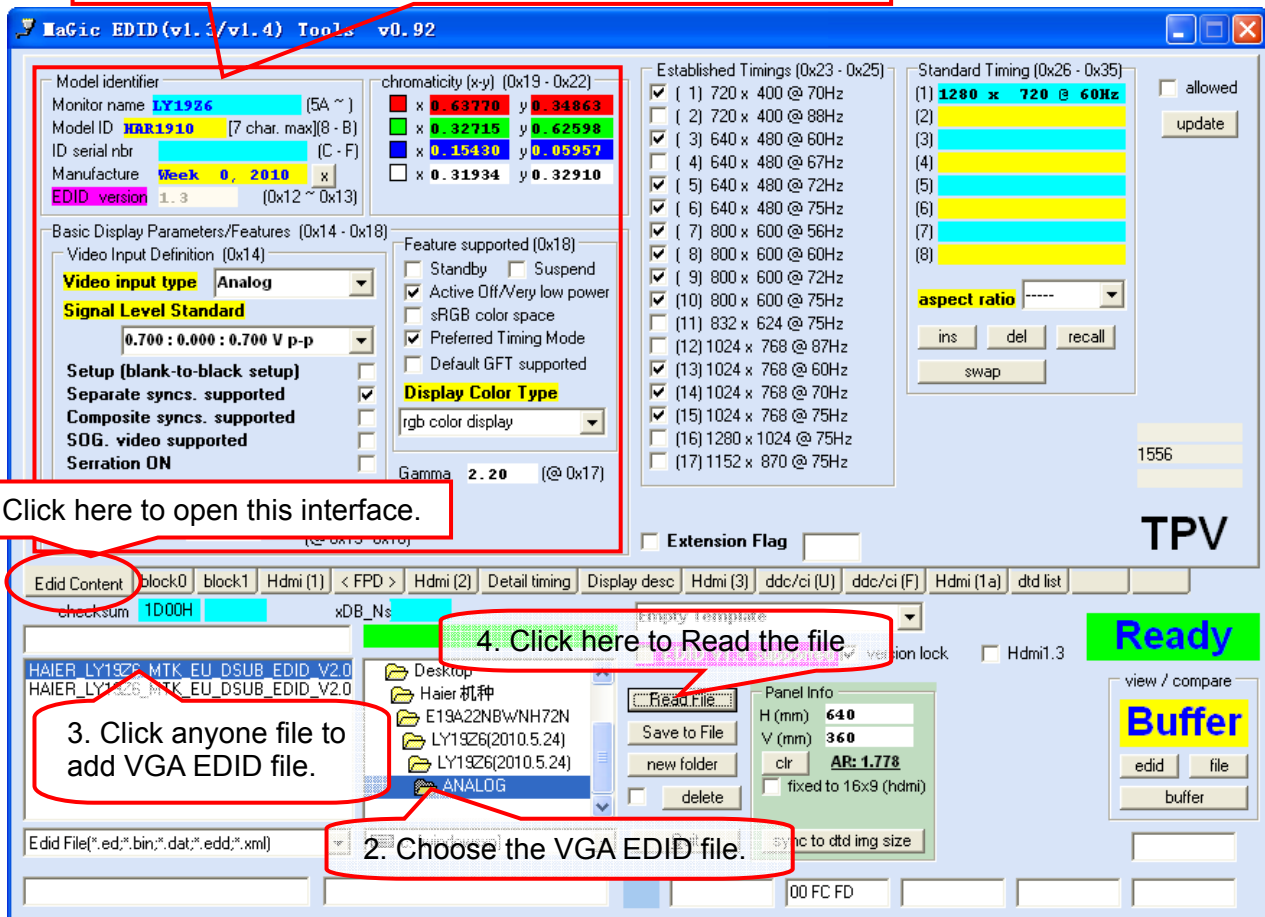 MaGic EDID(v1.3/v1.4) Tools v0.92
Model identifier
Monitor name LY19Z6 (5A ~ )
Model ID HAR1910 [7 char. max](8 - B)
ID serial nbr (C - F)
Manufacture Week 0, 2010 x
EDID version 1.3 (0x12 ~ 0x13)
chromaticity (x-y) (0x19 - 0x22)
x 0.63770 y 0.34863
x 0.32715 y 0.62598
x 0.15430 y 0.05957
x 0.31934 y 0.32910
Basic Display Parameters/Features (0x14 - 0x18)
Video Input Definition (0x14)
Video input type Analog
Signal Level Standard
0.700 : 0.000 : 0.700 V p-p
Setup (blank-to-black setup)
Separate syncs. supported
Composite syncs. supported
SOG. video supported
Serration ON
Feature supported (0x18)
Standby Suspend
Active Off/Very low power
sRGB color space
Preferred Timing Mode
Default GFT supported
Display Color Type
rgb color display
Gamma 2.20 (@ 0x17)
Established Timings (0x23 - 0x25)
( 1) 720 x 400 @ 70Hz
( 2) 720 x 400 @ 88Hz
( 3) 640 x 480 @ 60Hz
( 4) 640 x 480 @ 67Hz
( 5) 640 x 480 @ 72Hz
( 6) 640 x 480 @ 75Hz
( 7) 800 x 600 @ 56Hz
( 8) 800 x 600 @ 60Hz
( 9) 800 x 600 @ 72Hz
(10) 800 x 600 @ 75Hz
(11) 832 x 624 @ 75Hz
(12) 1024 x 768 @ 87Hz
(13) 1024 x 768 @ 60Hz
(14) 1024 x 768 @ 70Hz
(15) 1024 x 768 @ 75Hz
(16) 1280 x 1024 @ 75Hz
(17) 1152 x 870 @ 75Hz
Extension Flag
Standard Timing (0x26 - 0x35)
(1) 1280 x 720 @ 60Hz
(2)
(3)
(4)
(5)
(6)
(7)
(8)
aspect ratio -----
ins del recall
swap
allowed
update
1556
TPV
Click here to open this interface.
Edid Content block0 block1 Hdmi (1) < FPD > Hdmi (2) Detail timing Display desc Hdmi (3) ddc/ci (U) ddc/ci (F) Hdmi (1a) dtd list
checksum 1D00H xDB_Ns
Empty Template
4. Click here to Read the file
version lock Hdmi1.3
Ready
HAIER_LY19Z6_MTK_EU_DSUB_EDID_V2.0
HAIER_LY19Z6_MTK_EU_DSUB_EDID_V2.0
3. Click anyone file to
add VGA EDID file.
Desktop
Haier 机种
E19A22NBWNH72N
LY19Z6(2010.5.24)
LY19Z6(2010.5.24)
ANALOG
Read File
Save to File
new folder
delete
Panel Info
H (mm) 640
V (mm) 360
clr AR: 1.778
fixed to 16x9 (hdmi)
sync to dtd img size
view / compare
Buffer
edid file
buffer
Edid File(*.ed;*.bin;*.dat;*.edd;*.xml)
2. Choose the VGA EDID file.
00 FC FD